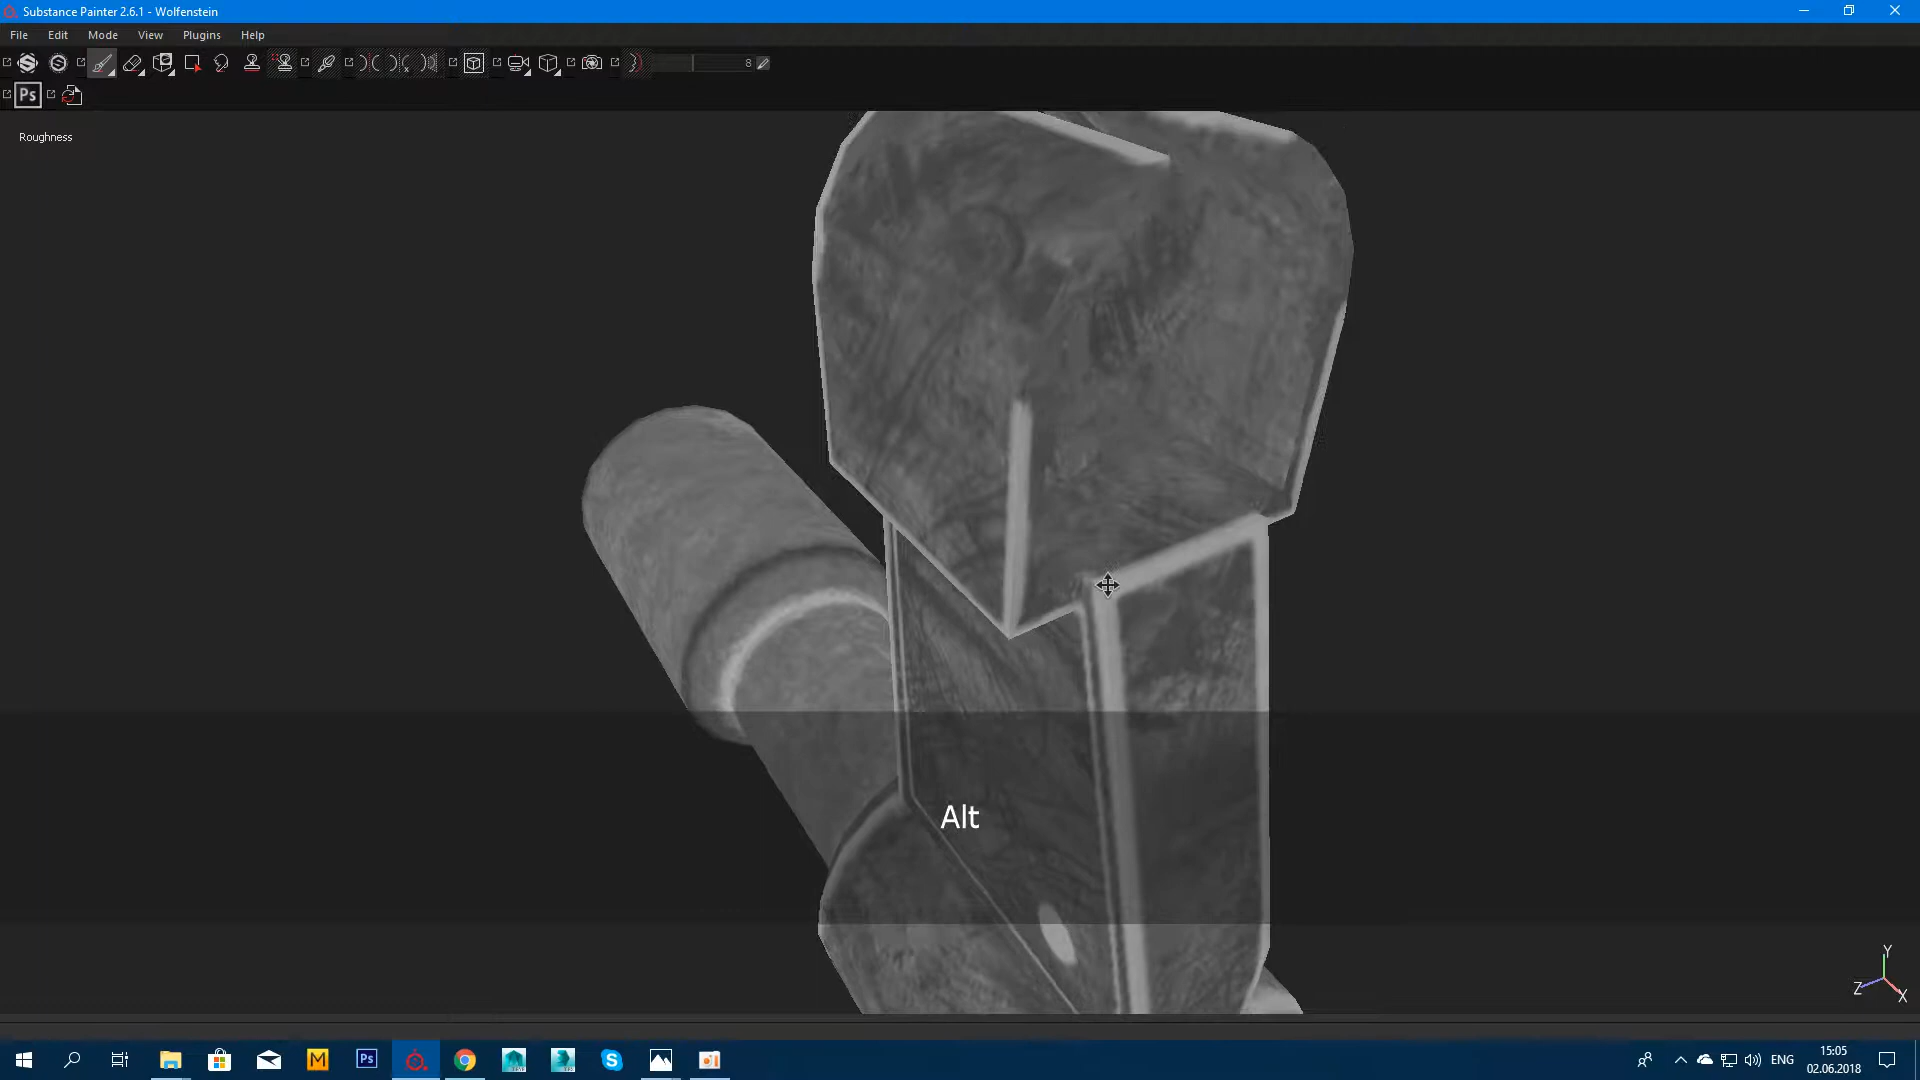 Substance Painter 2.6.1 - Wolfenstein
File Edit Mode View Plugins Help
8
Ps
Roughness
Alt
Y
Z
X
M
Ps
S
ENG
15:05
02.06.2018